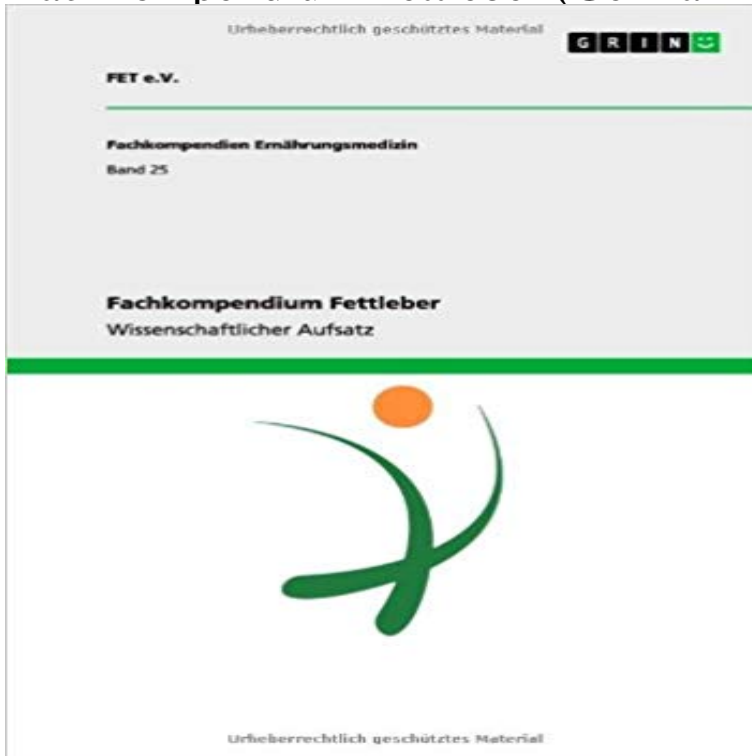 Urheberrechtlich geschütztes Material
GRIN
FET e.V.
Fachkompendien Ernährungsmedizin
Band 25
Fachkompendium Fettleber
Wissenschaftlicher Aufsatz
Urheberrechtlich geschütztes Material